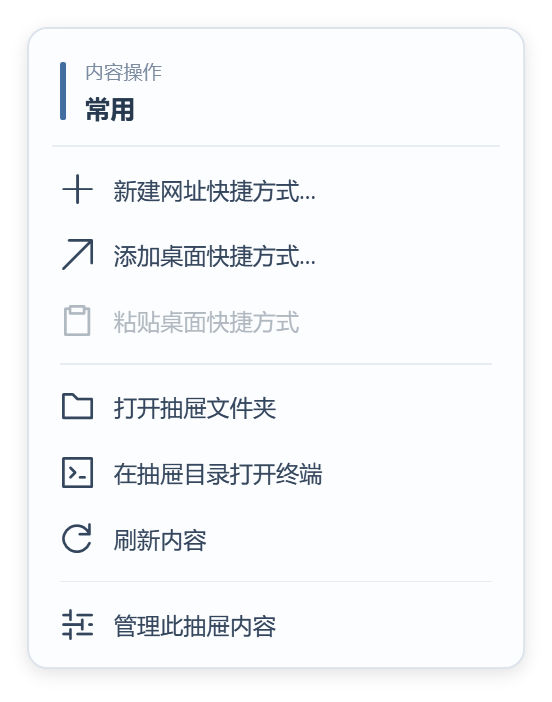 内容操作
常用
新建网址快捷方式...
添加桌面快捷方式...
粘贴桌面快捷方式
打开抽屉文件夹
在抽屉目录打开终端
刷新内容
管理此抽屉内容